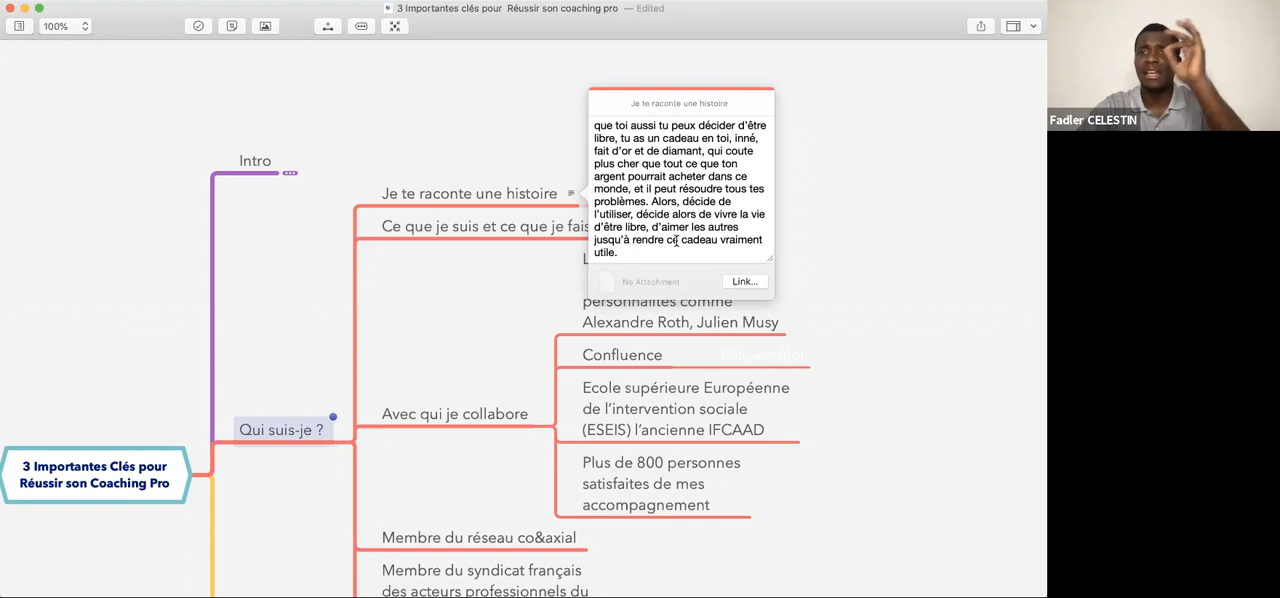 3 Importantes clés pour Réussir son coaching pro — Edited
100%
Fadler CELESTIN
Je te raconte une histoire
que toi aussi tu peux décider d'être
libre, tu as un cadeau en toi, inné,
fait d'or et de diamant, qui coute
plus cher que tout ce que ton
argent pourrait acheter dans ce
monde, et il peut résoudre tous tes
problèmes. Alors, décide de
l'utiliser, décide alors de vivre la vie
d'être libre, d'aimer les autres
jusqu'à rendre ce cadeau vraiment
utile.
No Attachment
Link...
Intro
Je te raconte une histoire
Ce que je suis et ce que je fais
personnalités comme
Alexandre Roth, Julien Musy
Confluence
Pôle-emploi
Ecole supérieure Européenne
de l'intervention sociale
(ESEIS) l'ancienne IFCAAD
Avec qui je collabore
Qui suis-je ?
Plus de 800 personnes
satisfaites de mes
accompagnement
3 Importantes Clés pour
Réussir son Coaching Pro
Membre du réseau co&axial
Membre du syndicat français
des acteurs professionnels du